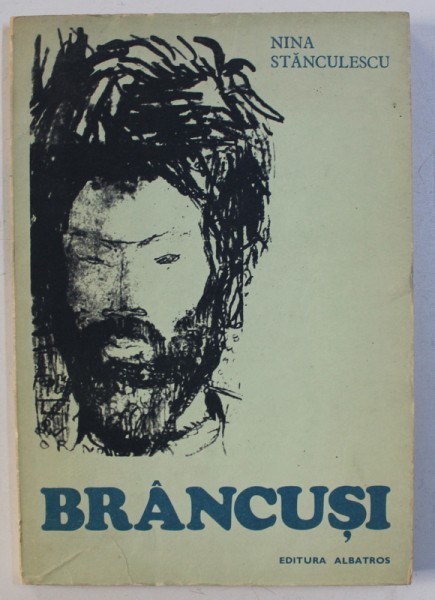 NINA
STĂNCULESCU
BRÂNCUȘI
EDITURA ALBATROS